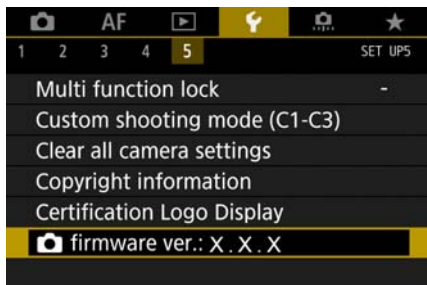 AF
1 2 3 4 5 SET UP5
Multi function lock -
Custom shooting mode (C1-C3)
Clear all camera settings
Copyright information
Certification Logo Display
firmware ver.: X.X.X